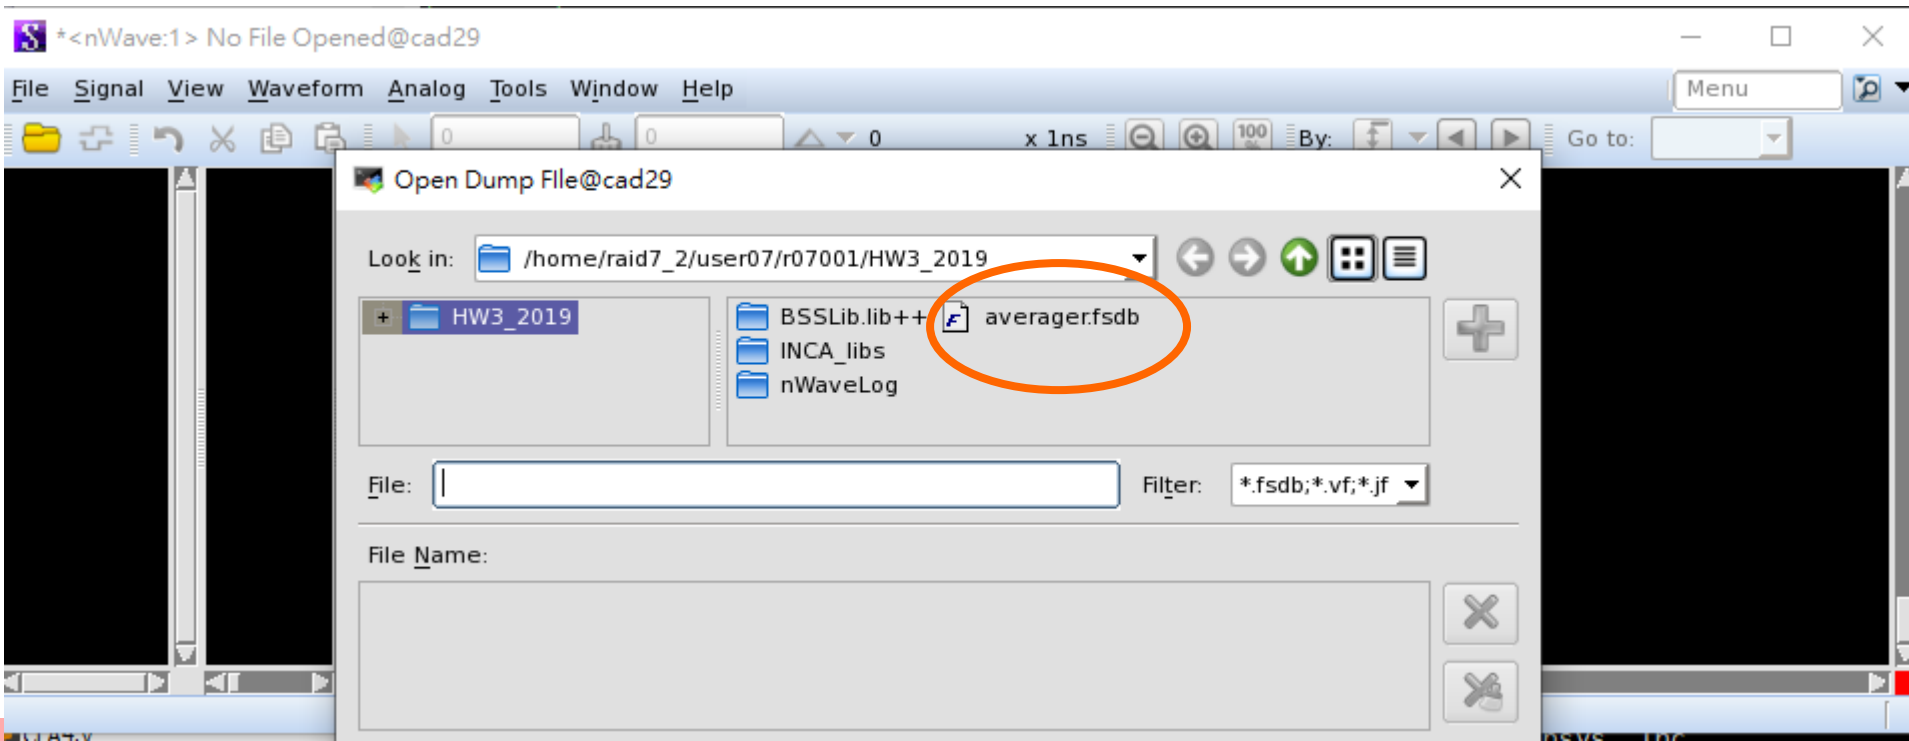 *<nWave:1> No File Opened@cad29
File Signal View Waveform Analog Tools Window Help Menu
0 0 0 x 1ns 100 % By: Go to:
Open Dump FIle@cad29
Look in: /home/raid7_2/user07/r07001/HW3_2019
HW3_2019
BSSLib.lib++ averager.fsdb
INCA_libs
nWaveLog
File: Filter: *.fsdb;*.vf;*.jf
File Name: